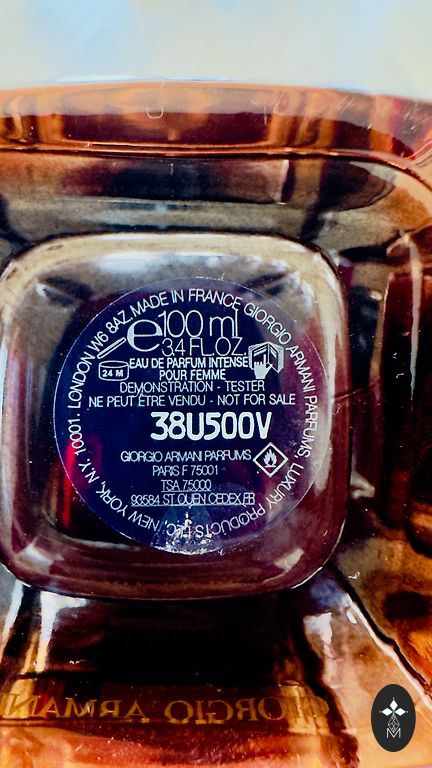 MADE IN FRANCE GIORGIO ARMANI PARFUMS, LUXURY PRODUCTS LLC, NEW YORK, N.Y. 10001 - LONDON W6 8AZ
e100 ml
3.4 FL. OZ
24 M
EAU DE PARFUM INTENSE
POUR FEMME
DEMONSTRATION - TESTER
NE PEUT ÊTRE VENDU - NOT FOR SALE
38U500V
GIORGIO ARMANI PARFUMS
PARIS F 75001
TSA 75000
93584 ST OUEN CEDEX.FR
GIORGIO ARMANI
M